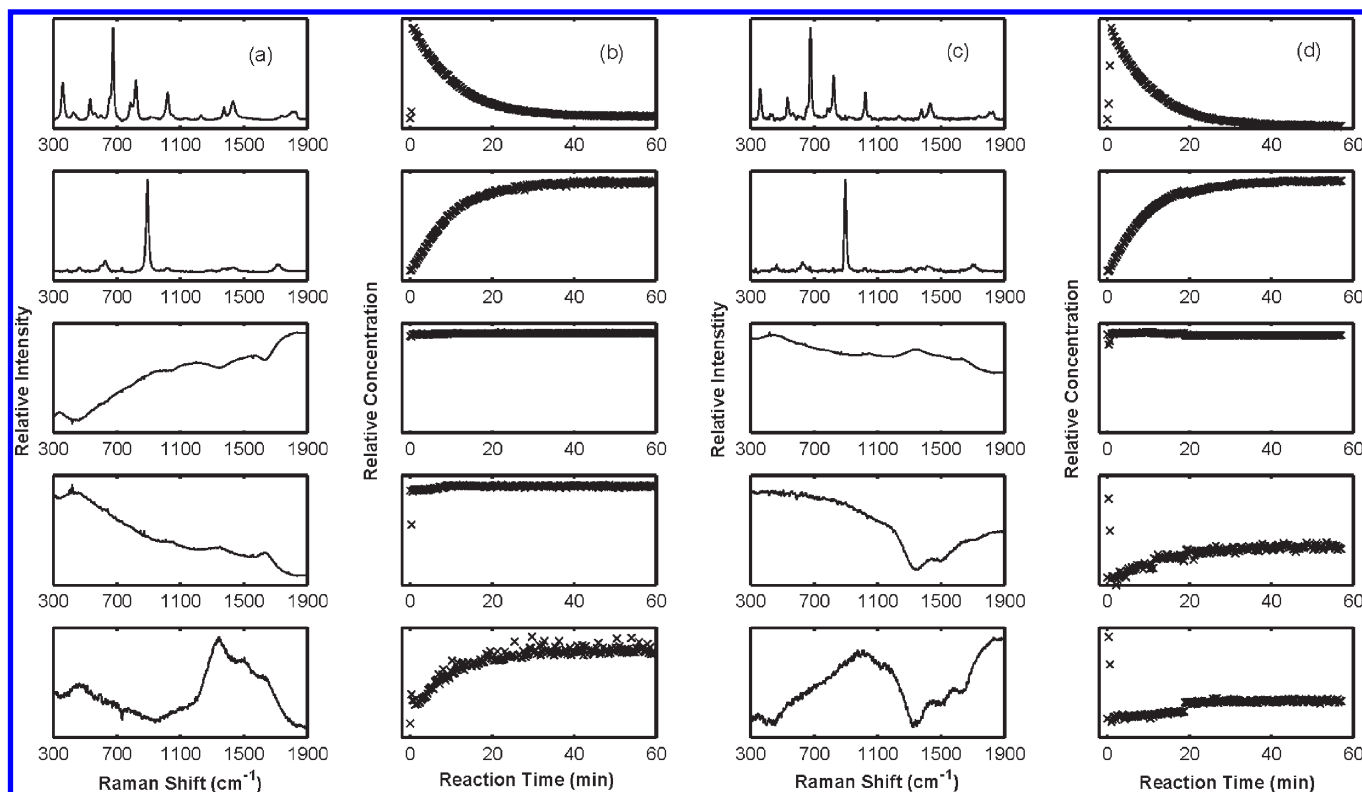 (a) (b) (c) (d)
300 700 1100 1500 1900 0 20 40 60 300 700 1100 1500 1900 0 20 40 60
300 700 1100 1500 1900 0 20 40 60 300 700 1100 1500 1900 0 20 40 60
300 700 1100 1500 1900 0 20 40 60 300 700 1100 1500 1900 0 20 40 60
300 700 1100 1500 1900 0 20 40 60 300 700 1100 1500 1900 0 20 40 60
300 700 1100 1500 1900 0 20 40 60 300 700 1100 1500 1900 0 20 40 60
Relative Intensity
Relative Concentration
Relative Intenstity
Relative Concentration
Raman Shift (cm⁻¹) Reaction Time (min) Raman Shift (cm⁻¹) Reaction Time (min)